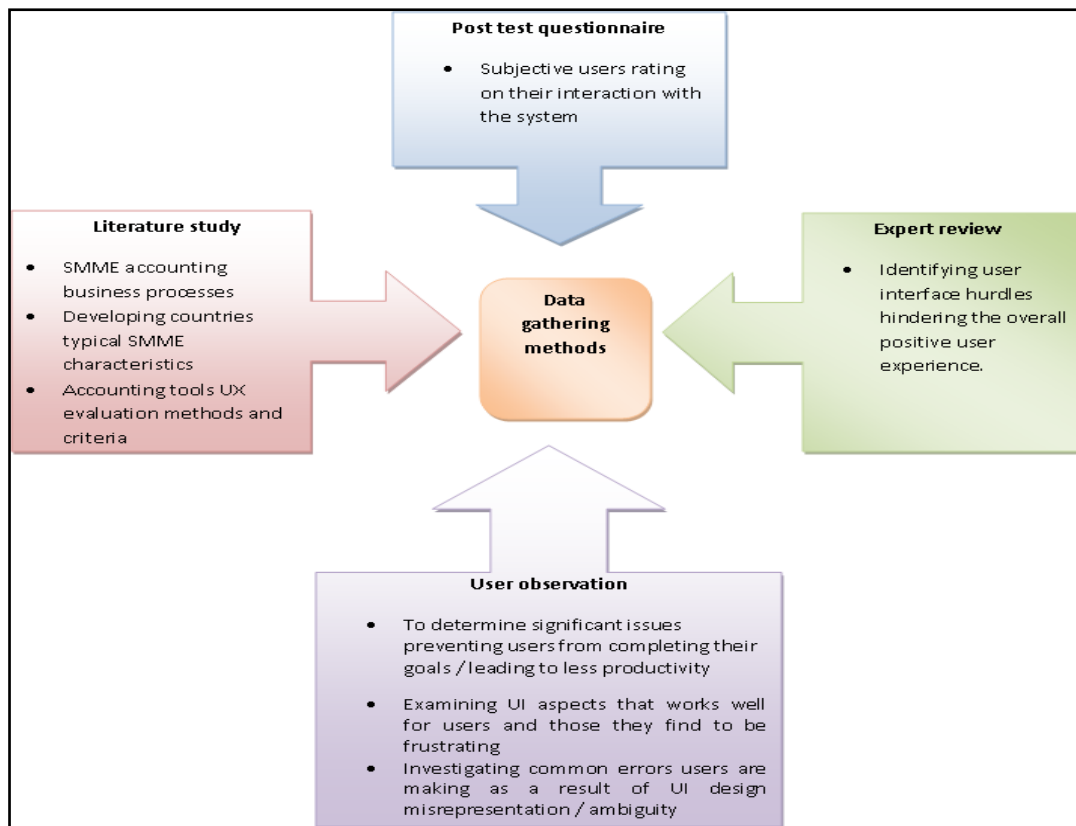 Post test questionnaire
• Subjective users rating
on their interaction with
the system
Literature study
• SMME accounting
business processes
• Developing countries
typical SMME
characteristics
• Accounting tools UX
evaluation methods and
criteria
Data
gathering
methods
Expert review
• Identifying user
interface hurdles
hindering the overall
positive user
experience.
User observation
• To determine significant issues
preventing users from completing their
goals / leading to less productivity
• Examining UI aspects that works well
for users and those they find to be
frustrating
• Investigating common errors users are
making as a result of UI design
misrepresentation / ambiguity